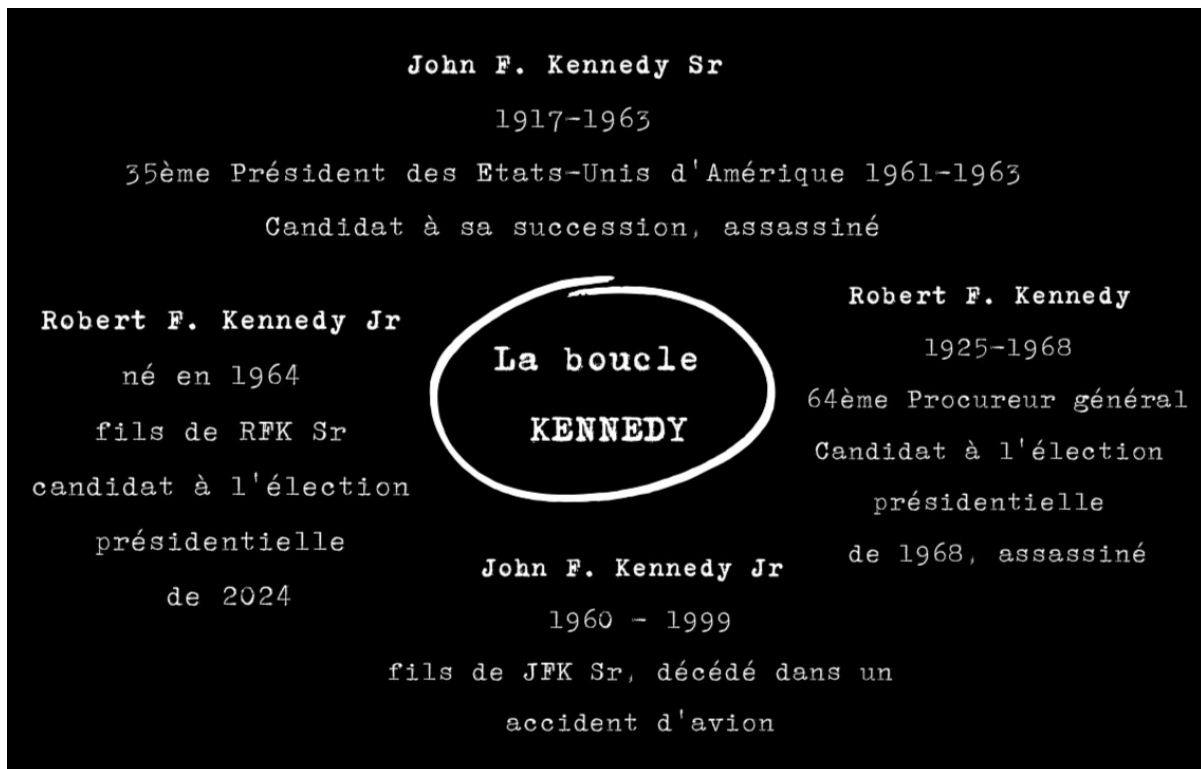 John F. Kennedy Sr
1917-1963
35ème Président des Etats-Unis d'Amérique 1961-1963
Candidat à sa succession, assassiné
Robert F. Kennedy Jr
né en 1964
fils de RFK Sr
candidat à l'élection
présidentielle
de 2024
La boucle
KENNEDY
Robert F. Kennedy
1925-1968
64ème Procureur général
Candidat à l'élection
présidentielle
de 1968, assassiné
John F. Kennedy Jr
1960 - 1999
fils de JFK Sr, décédé dans un
accident d'avion